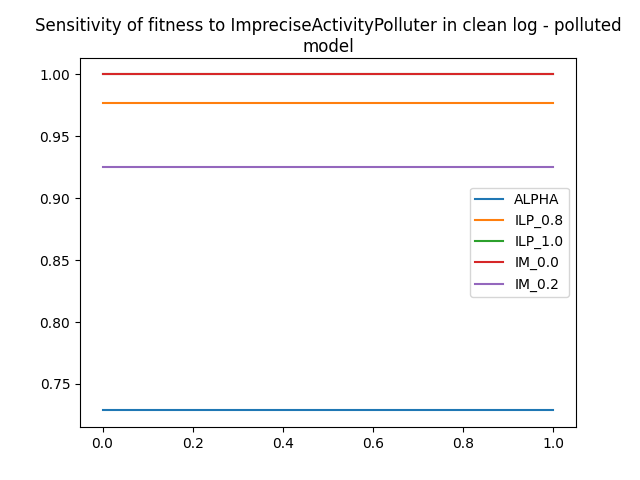 Sensitivity of fitness to ImpreciseActivityPolluter in clean log - polluted
model
1.00
0.95
0.90
0.85
0.80
0.75
ALPHA
ILP_0.8
ILP_1.0
IM_0.0
IM_0.2
0.0 0.2 0.4 0.6 0.8 1.0